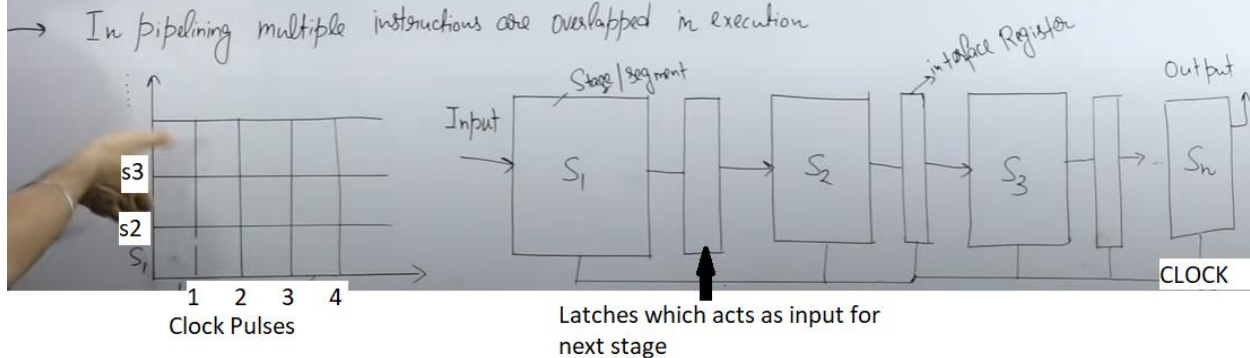 → In pipelining multiple instructions are overlapped in execution
Stage/segment
interface Register
Output
Input
S1
S2
S3
Sn
s3
s2
S1
CLOCK
1 2 3 4
Clock Pulses
Latches which acts as input for
next stage